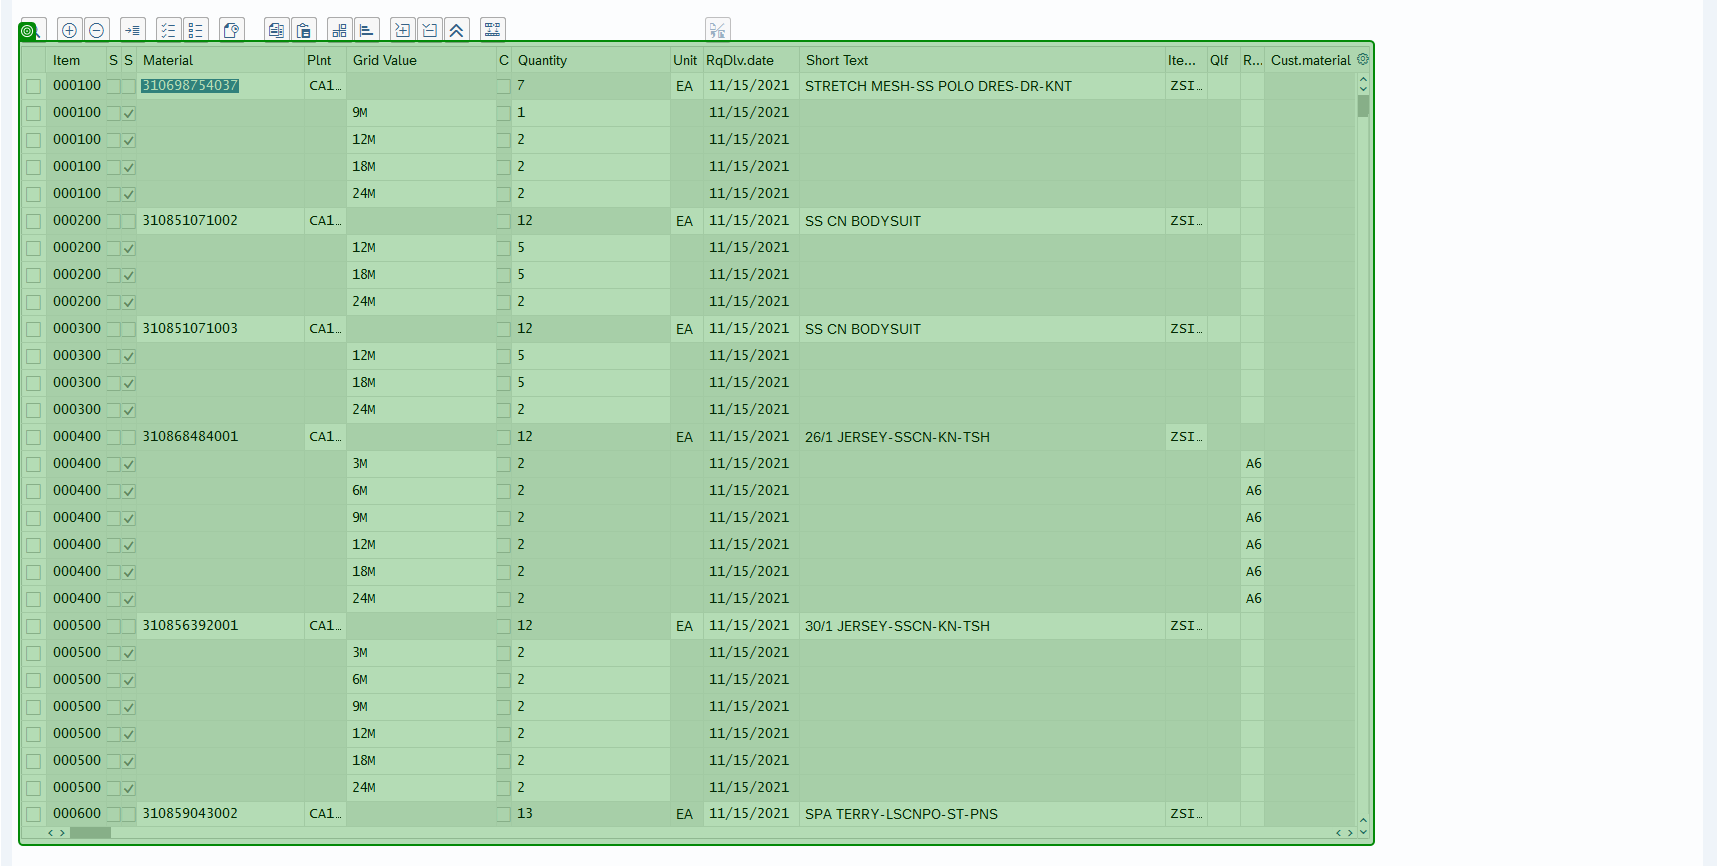 Item S S Material Plnt Grid Value C Quantity Unit RqDlv.date Short Text Ite... Qlf R... Cust.material
000100 310698754037 CA1... 7 EA 11/15/2021 STRETCH MESH-SS POLO DRES-DR-KNT ZSI...
000100 9M 1 11/15/2021
000100 12M 2 11/15/2021
000100 18M 2 11/15/2021
000100 24M 2 11/15/2021
000200 310851071002 CA1... 12 EA 11/15/2021 SS CN BODYSUIT ZSI...
000200 12M 5 11/15/2021
000200 18M 5 11/15/2021
000200 24M 2 11/15/2021
000300 310851071003 CA1... 12 EA 11/15/2021 SS CN BODYSUIT ZSI...
000300 12M 5 11/15/2021
000300 18M 5 11/15/2021
000300 24M 2 11/15/2021
000400 310868484001 CA1... 12 EA 11/15/2021 26/1 JERSEY-SSCN-KN-TSH ZSI...
000400 3M 2 11/15/2021 A6
000400 6M 2 11/15/2021 A6
000400 9M 2 11/15/2021 A6
000400 12M 2 11/15/2021 A6
000400 18M 2 11/15/2021 A6
000400 24M 2 11/15/2021 A6
000500 310856392001 CA1... 12 EA 11/15/2021 30/1 JERSEY-SSCN-KN-TSH ZSI...
000500 3M 2 11/15/2021
000500 6M 2 11/15/2021
000500 9M 2 11/15/2021
000500 12M 2 11/15/2021
000500 18M 2 11/15/2021
000500 24M 2 11/15/2021
000600 310859043002 CA1... 13 EA 11/15/2021 SPA TERRY-LSCNPO-ST-PNS ZSI...